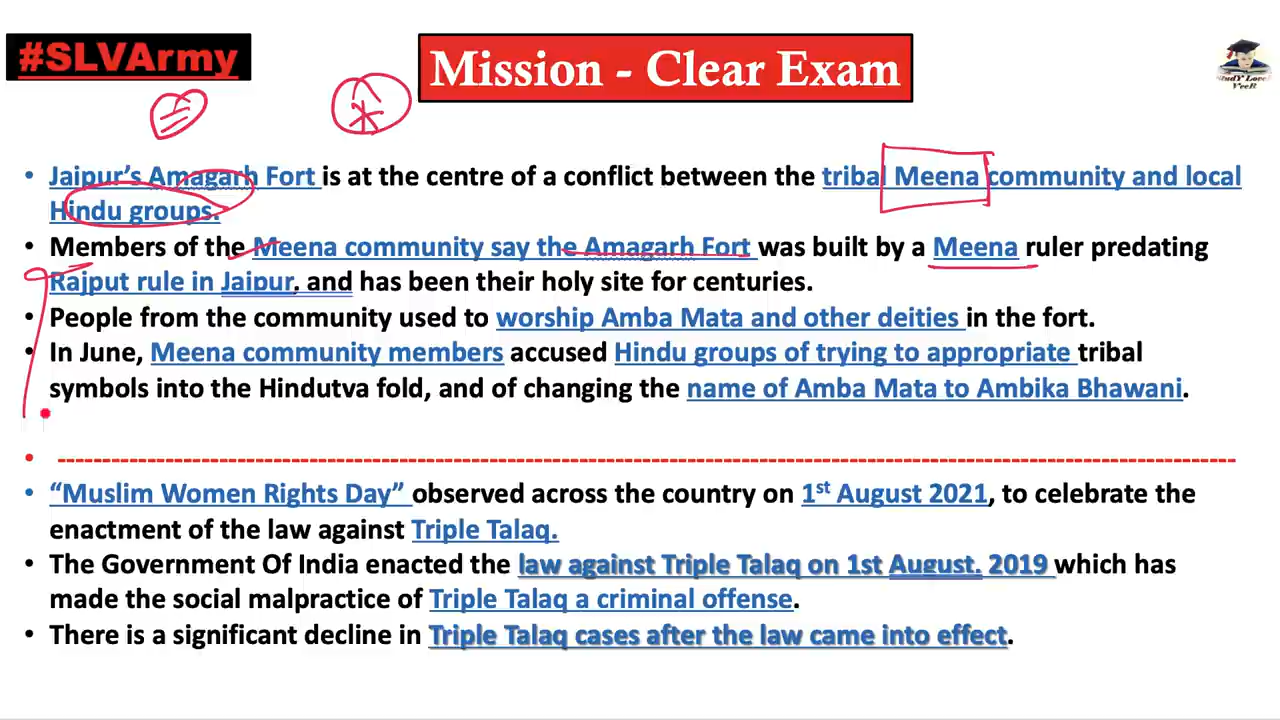 #SLVArmy
Mission - Clear Exam
StudY LoveR
VeeR
• Jaipur's Amagarh Fort is at the centre of a conflict between the tribal Meena community and local
Hindu groups.
• Members of the Meena community say the Amagarh Fort was built by a Meena ruler predating
Rajput rule in Jaipur, and has been their holy site for centuries.
• People from the community used to worship Amba Mata and other deities in the fort.
• In June, Meena community members accused Hindu groups of trying to appropriate tribal
symbols into the Hindutva fold, and of changing the name of Amba Mata to Ambika Bhawani.
• ------------------------------------------------------------------------------------------------------------------------------------
• “Muslim Women Rights Day” observed across the country on 1st August 2021, to celebrate the
enactment of the law against Triple Talaq.
• The Government Of India enacted the law against Triple Talaq on 1st August. 2019 which has
made the social malpractice of Triple Talaq a criminal offense.
• There is a significant decline in Triple Talaq cases after the law came into effect.